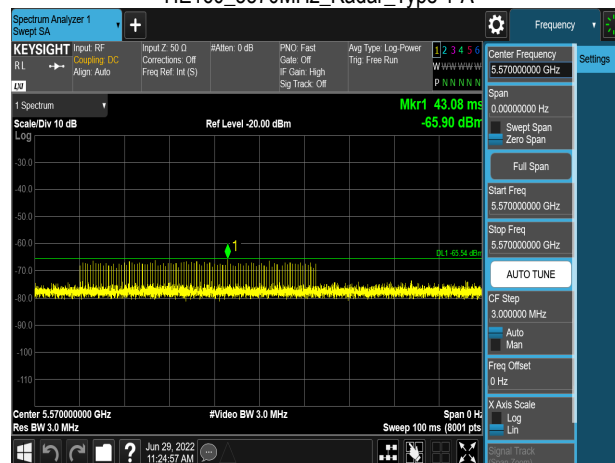 HE160_5570MHz_Radar_Type 1-A
Spectrum Analyzer 1
Swept SA
Frequency
KEYSIGHT
RL
LXI
Input: RF
Coupling: DC
Align: Auto
Input Z: 50 Ω
Corrections: Off
Freq Ref: Int (S)
#Atten: 0 dB
PNO: Fast
Gate: Off
IF Gain: High
Sig Track: Off
Avg Type: Log-Power
Trig: Free Run
1 2 3 4 5 6
W W W W W W
P N N N N N
1 Spectrum
Mkr1 43.08 ms
Scale/Div 10 dB
Ref Level -20.00 dBm
-65.90 dBm
Log
-30.0
-40.0
-50.0
-60.0
1
DL1 -65.54 dBm
-70.0
-80.0
-90.0
-100
-110
Center 5.570000000 GHz
#Video BW 3.0 MHz
Span 0 Hz
Res BW 3.0 MHz
Sweep 100 ms (8001 pts)
Jun 29, 2022
11:24:57 AM
Center Frequency
5.570000000 GHz
Settings
Span
0.00000000 Hz
Swept Span
Zero Span
Full Span
Start Freq
5.570000000 GHz
Stop Freq
5.570000000 GHz
AUTO TUNE
CF Step
3.000000 MHz
Auto
Man
Freq Offset
0 Hz
X Axis Scale
Log
Lin
Signal Track
(Span Zoom)